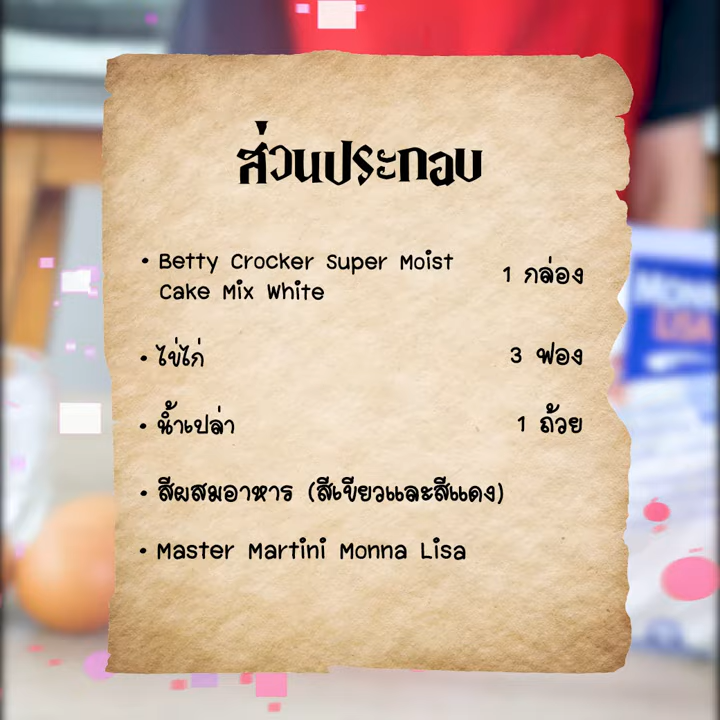 ส่วนประกอบ
• Betty Crocker Super Moist
Cake Mix White
1 กล่อง
• ไข่ไก่ 3 ฟอง
• น้ำเปล่า 1 ถ้วย
• สีผสมอาหาร (สีเขียวและสีแดง)
• Master Martini Monna Lisa
MONNA
LISA